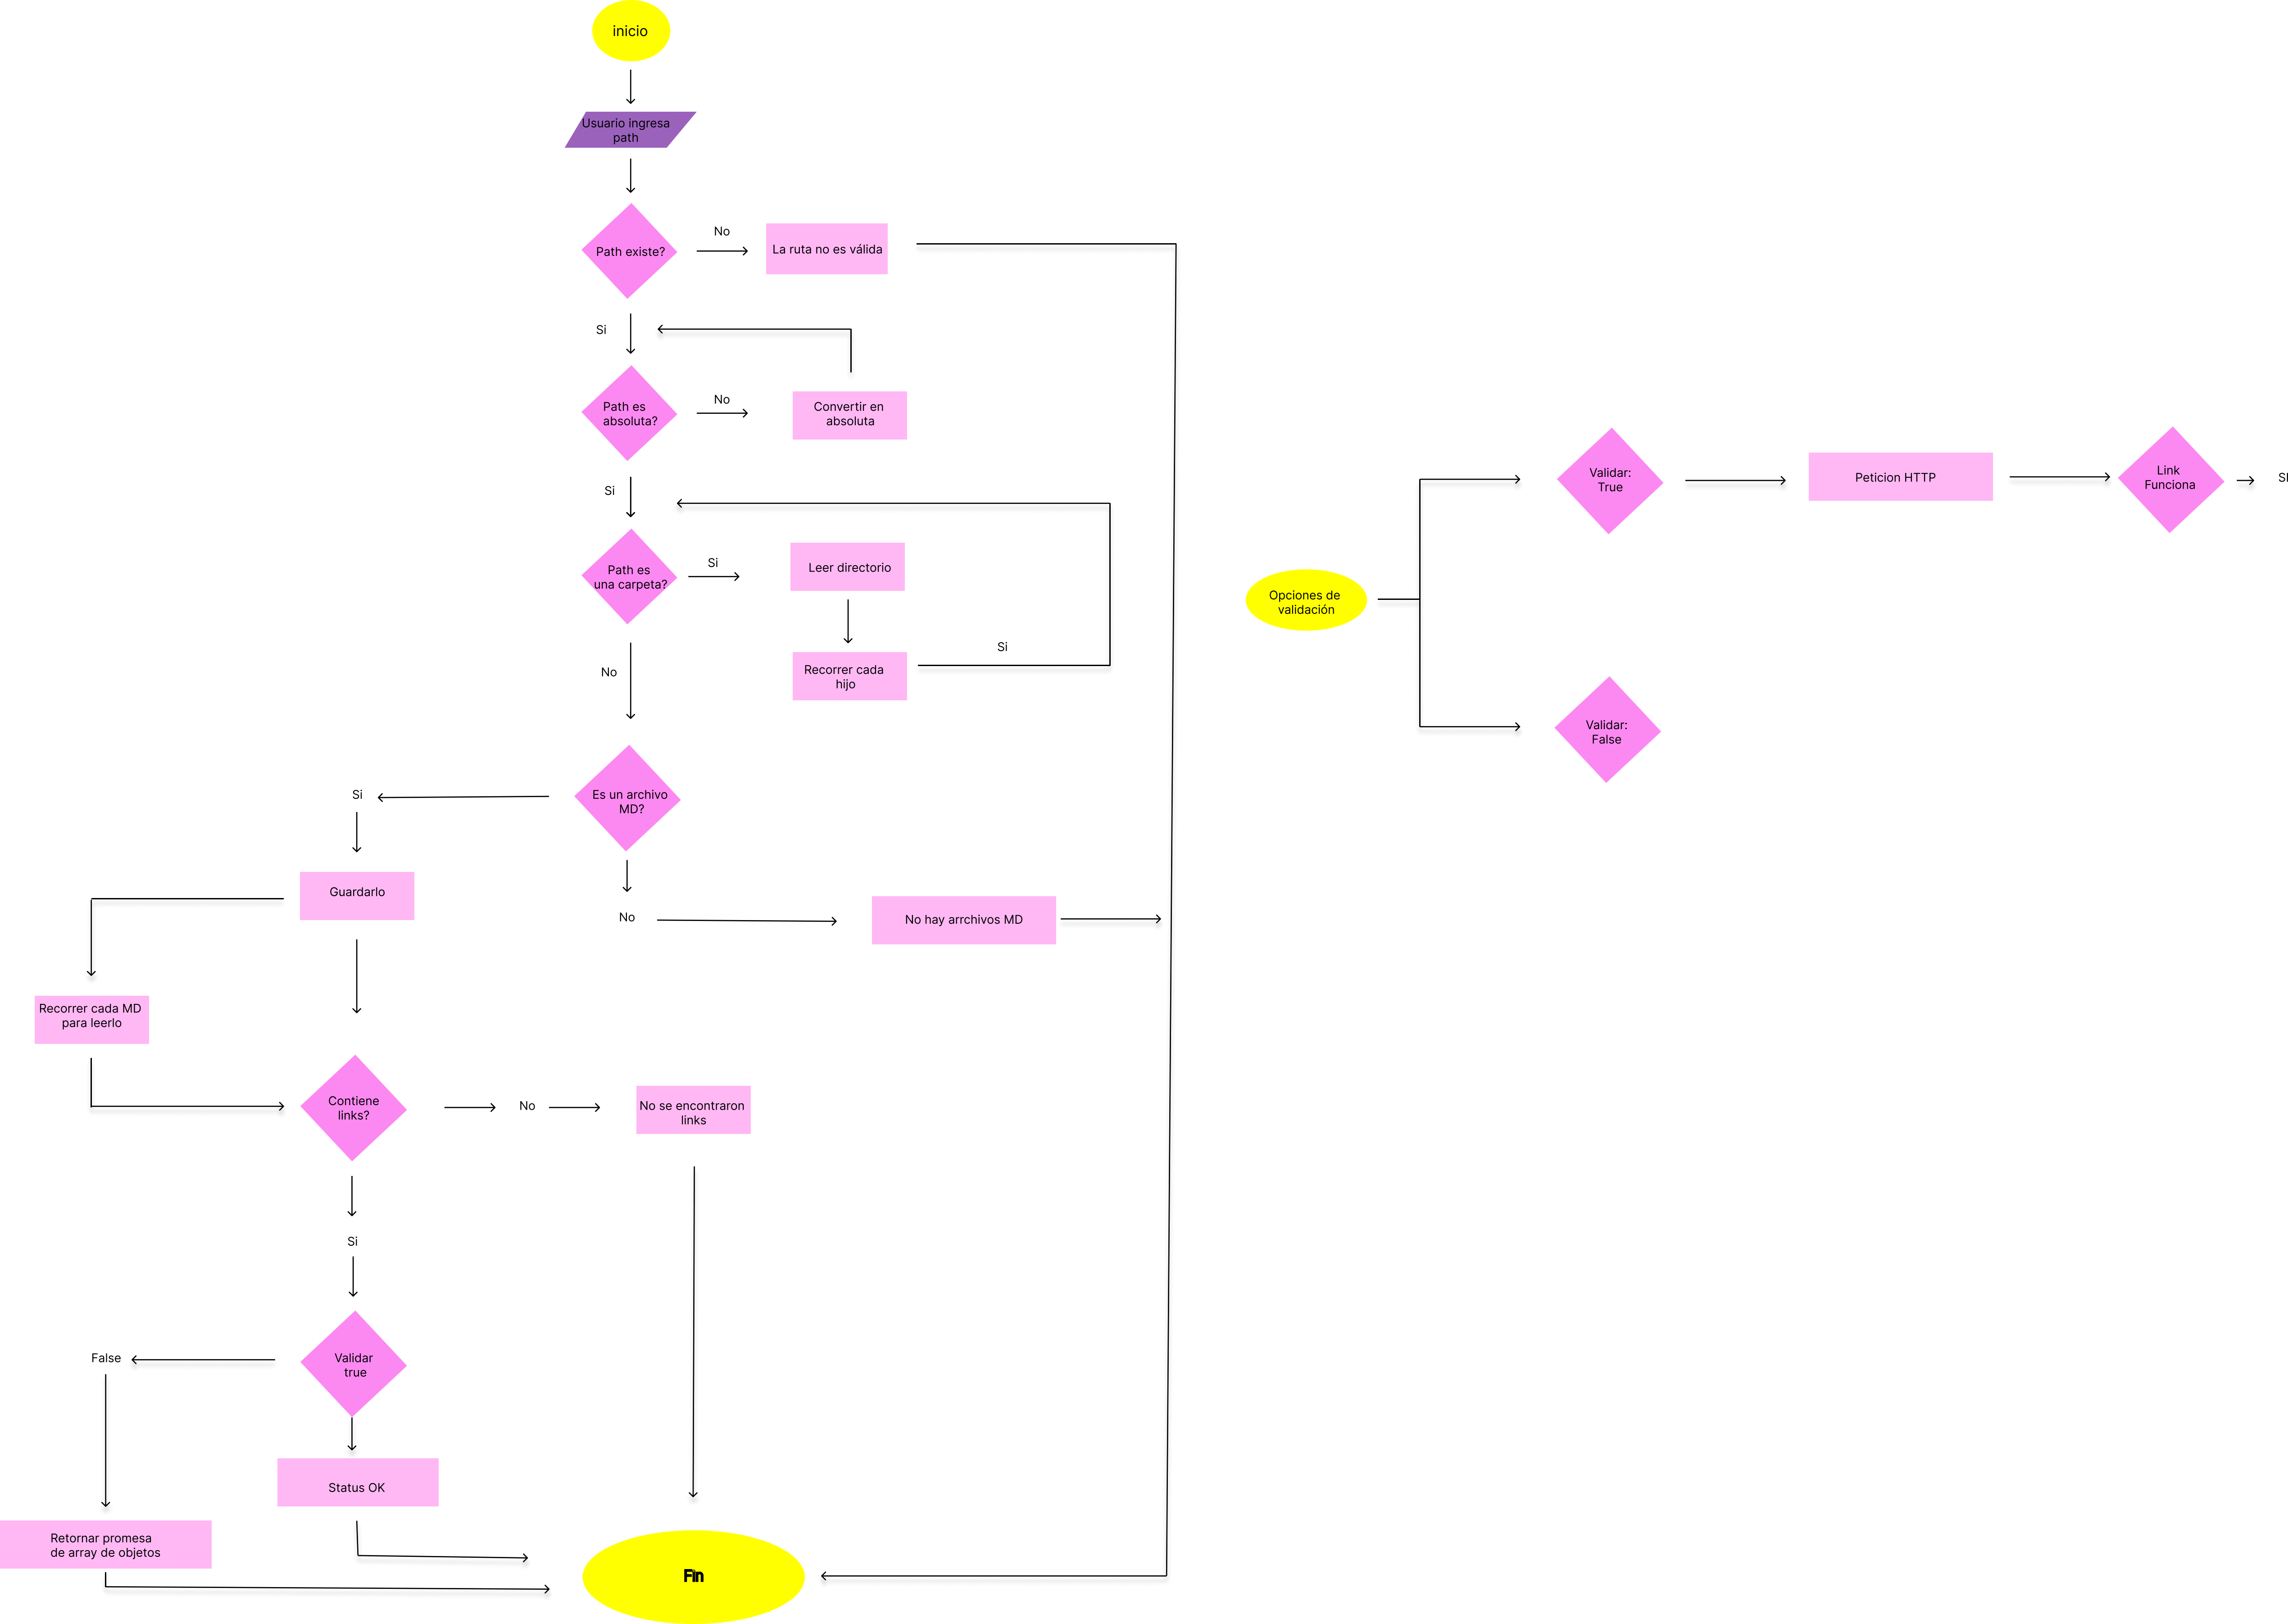 inicio
Usuario ingresa
path
Path existe?
No
La ruta no es válida
Si
Path es
absoluta?
No
Convertir en
absoluta
Si
Path es
una carpeta?
Si
Leer directorio
Recorrer cada
hijo
Si
No
Es un archivo
MD?
Si
Guardarlo
No
No hay arrchivos MD
Recorrer cada MD
para leerlo
Contiene
links?
No
No se encontraron
links
Si
Validar
true
False
Status OK
Retornar promesa
de array de objetos
Fin
Opciones de
validación
Validar:
True
Peticion HTTP
Link
Funciona
Validar:
False